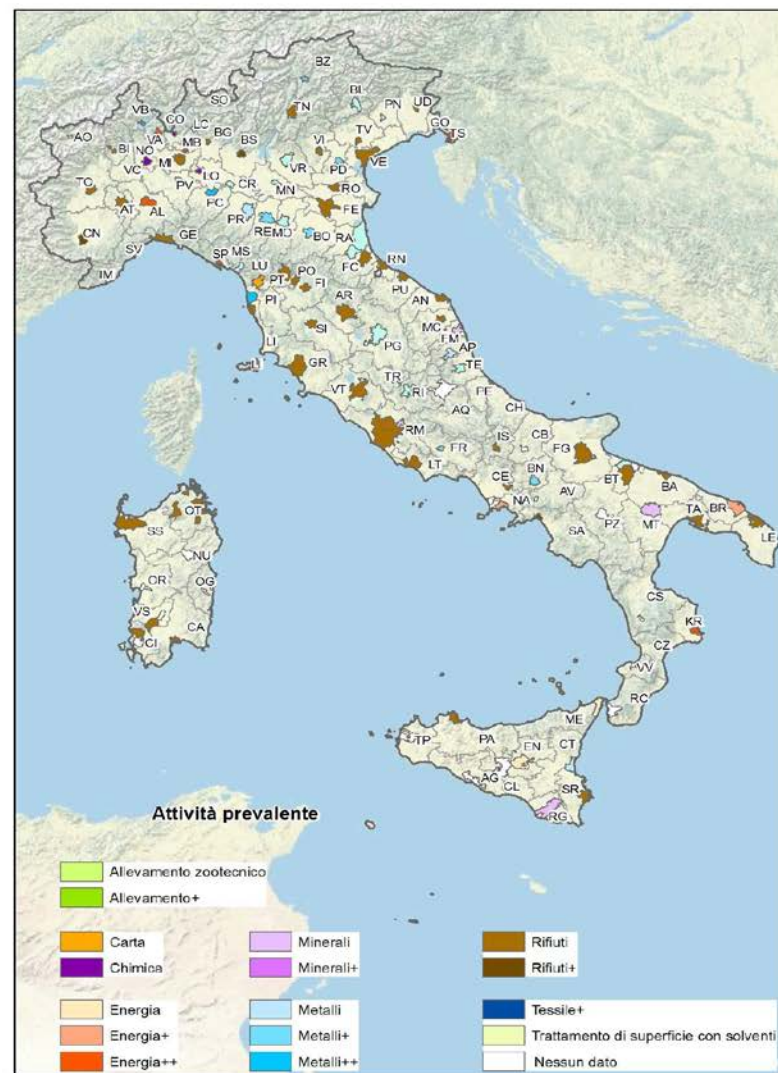 BZ
SO
BL
VB
TN
PN
UD
CO
LC
AO
VA
BG
GO
BI
NO
MB
BS
VI
TV
TS
VC
MI
VR
PD
VE
TO
LO
PV
CR
MN
RO
AT
AL
PC
FE
PR
CN
RE
MO
GE
BO
RA
SV
SP
MS
FC
RN
IM
LU
PO
PT
FI
PU
AR
AN
PI
MC
SI
FM
LI
PG
AP
LI
GR
TE
TR
VT
RI
PE
AQ
CH
RM
IS
CB
FR
FG
LT
CE
BN
BT
BA
OT
NA
AV
SS
TA
BR
PZ
MT
LE
SA
NU
OR
OG
CS
VS
KR
CA
CI
CZ
VV
RC
ME
PA
TP
EN
CT
AG
CL
SR
RG
Attività prevalente
Allevamento zootecnico
Allevamento+
Carta
Minerali
Rifiuti
Chimica
Minerali+
Rifiuti+
Energia
Metalli
Tessile+
Energia+
Metalli+
Trattamento di superficie con solventi
Energia++
Metalli++
Nessun dato